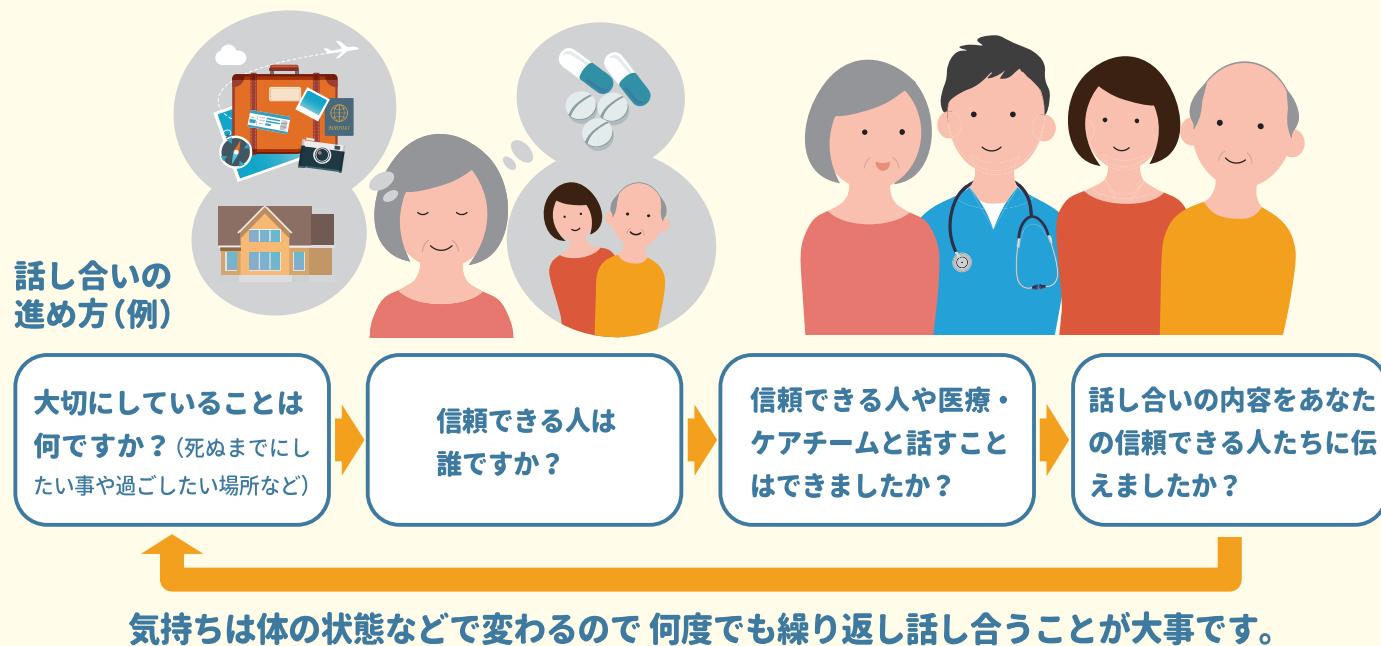 話し合いの
進め方（例）
大切にしていることは
何ですか？（死ぬまでにし
たい事や過ごしたい場所など）
信頼できる人は
誰ですか？
信頼できる人や医療・
ケアチームと話すこと
はできましたか？
話し合いの内容をあなた
の信頼できる人たちに伝
えましたか？
気持ちは体の状態などで変わるので 何度でも繰り返し話し合うことが大事です。